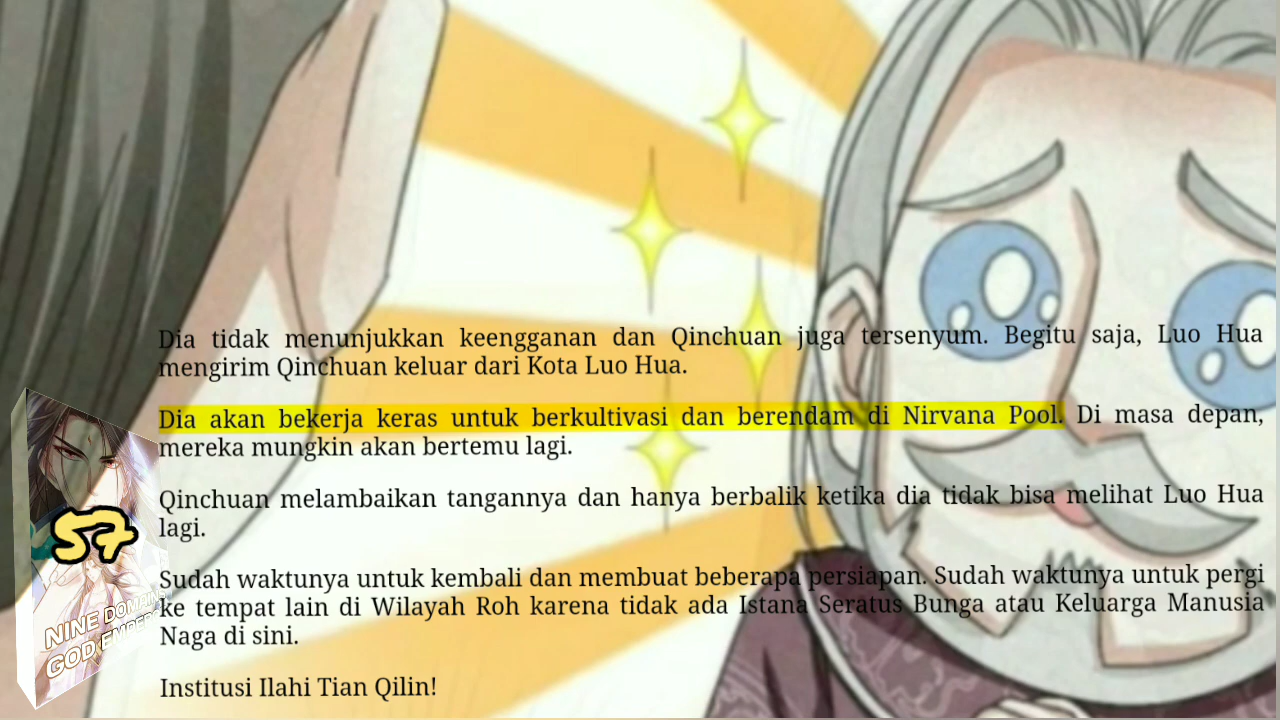 Dia tidak menunjukkan keengganan dan Qinchuan juga tersenyum. Begitu saja, Luo Hua
mengirim Qinchuan keluar dari Kota Luo Hua.
Dia akan bekerja keras untuk berkultivasi dan berendam di Nirvana Pool. Di masa depan,
mereka mungkin akan bertemu lagi.
Qinchuan melambaikan tangannya dan hanya berbalik ketika dia tidak bisa melihat Luo Hua
lagi.
Sudah waktunya untuk kembali dan membuat beberapa persiapan. Sudah waktunya untuk pergi
ke tempat lain di Wilayah Roh karena tidak ada Istana Seratus Bunga atau Keluarga Manusia
Naga di sini.
Institusi Ilahi Tian Qilin!
57
NINE DOMAINS
GOD EMPEROR